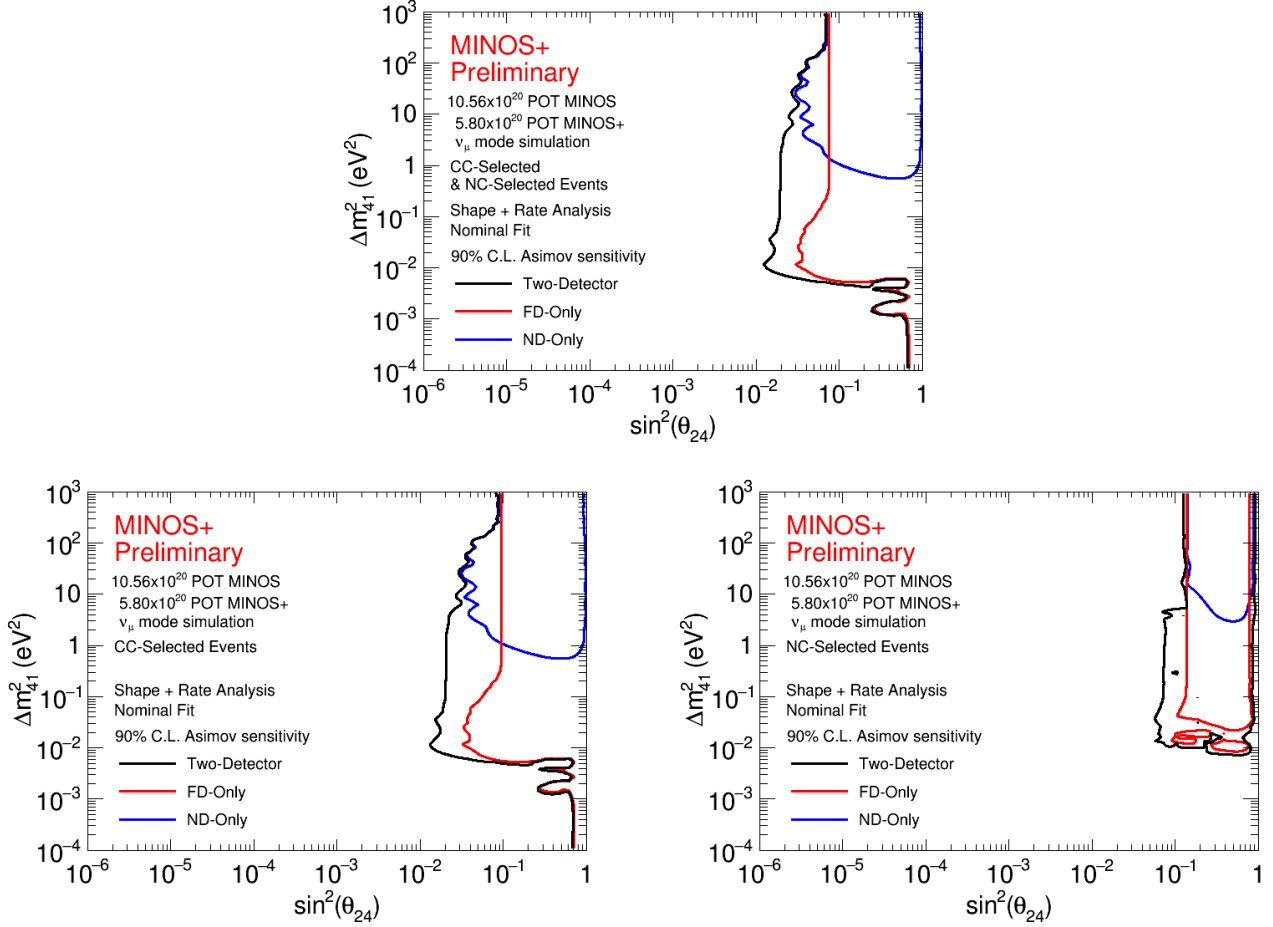 MINOS+
Preliminary
10.56x10²⁰ POT MINOS
5.80x10²⁰ POT MINOS+
νμ mode simulation
CC-Selected
& NC-Selected Events
Shape + Rate Analysis
Nominal Fit
90% C.L. Asimov sensitivity
Two-Detector
FD-Only
ND-Only
Δm²₄₁ (eV²)
10³
10²
10
1
10⁻¹
10⁻²
10⁻³
10⁻⁴
10⁻⁶ 10⁻⁵ 10⁻⁴ 10⁻³ 10⁻² 10⁻¹ 1
sin²(θ₂₄)
MINOS+
Preliminary
10.56x10²⁰ POT MINOS
5.80x10²⁰ POT MINOS+
νμ mode simulation
CC-Selected Events
Shape + Rate Analysis
Nominal Fit
90% C.L. Asimov sensitivity
Two-Detector
FD-Only
ND-Only
Δm²₄₁ (eV²)
10³
10²
10
1
10⁻¹
10⁻²
10⁻³
10⁻⁴
10⁻⁶ 10⁻⁵ 10⁻⁴ 10⁻³ 10⁻² 10⁻¹ 1
sin²(θ₂₄)
MINOS+
Preliminary
10.56x10²⁰ POT MINOS
5.80x10²⁰ POT MINOS+
νμ mode simulation
NC-Selected Events
Shape + Rate Analysis
Nominal Fit
90% C.L. Asimov sensitivity
Two-Detector
FD-Only
ND-Only
Δm²₄₁ (eV²)
10³
10²
10
1
10⁻¹
10⁻²
10⁻³
10⁻⁴
10⁻⁶ 10⁻⁵ 10⁻⁴ 10⁻³ 10⁻² 10⁻¹ 1
sin²(θ₂₄)